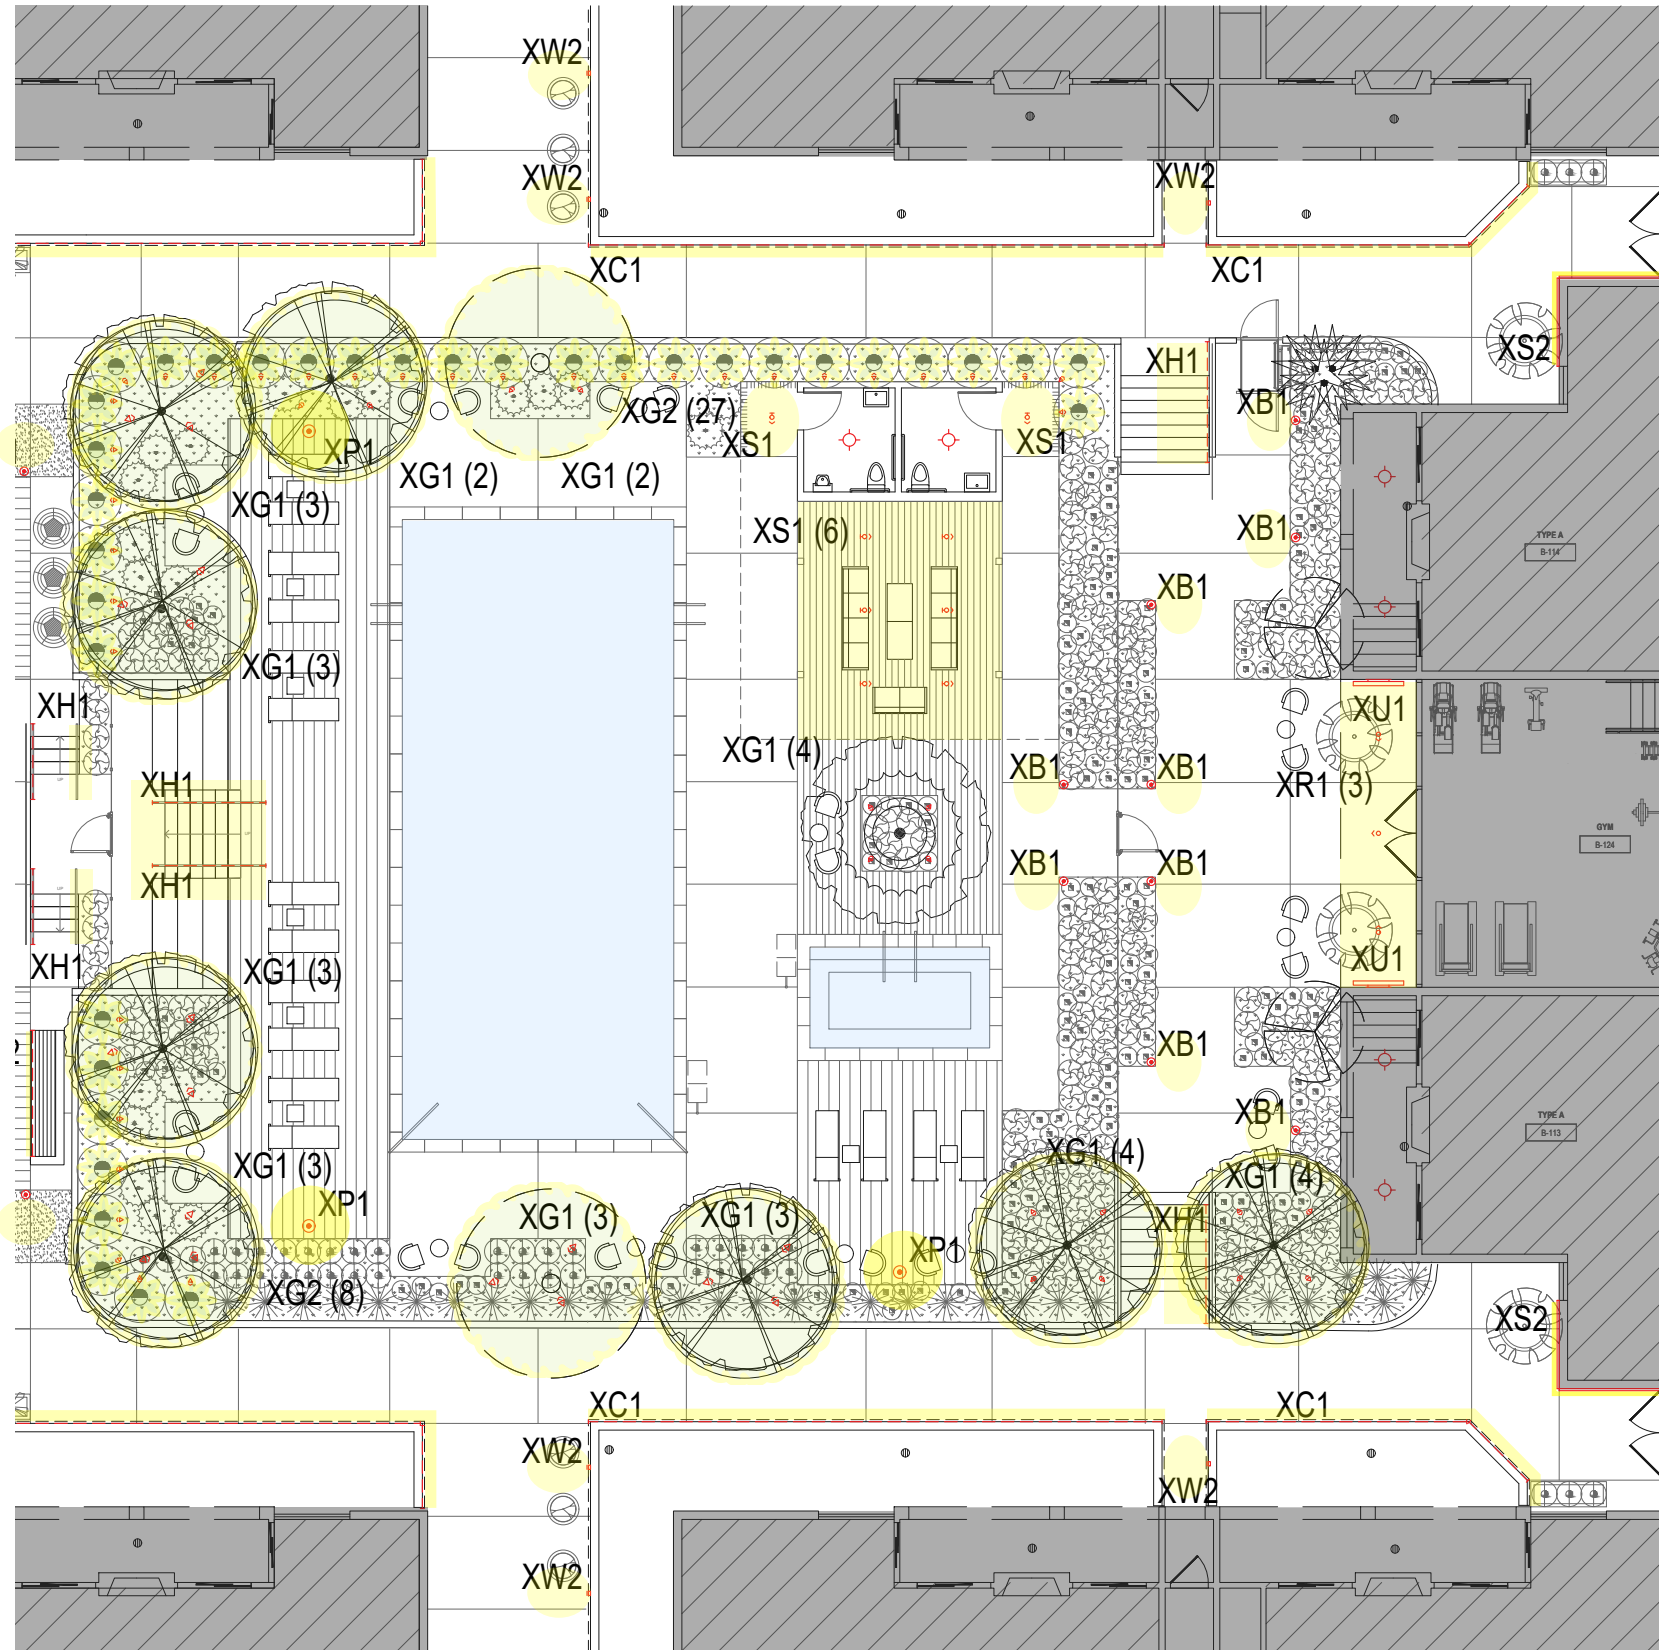 XW2
XW2
XW2
XC1
XC1
XH1
XS2
XB1
XG2 (27)
XS1
XS1
XP1
XG1 (2)
XG1 (2)
XG1 (3)
XS1 (6)
XB1
TYPE A
B-114
XB1
XG1 (3)
XH1
XU1
XG1 (4)
XB1
XB1
XR1 (3)
XH1
UP
UP
GYM
B-124
XH1
XB1
XB1
UP
XH1
XG1 (3)
XU1
XB1
XB1
TYPE A
B-113
XG1 (3)
XG1 (4)
XG1 (4)
XP1
XG1 (3)
XG1 (3)
XH1
XP1
XG2 (8)
XS2
XC1
XC1
XW2
XW2
XW2